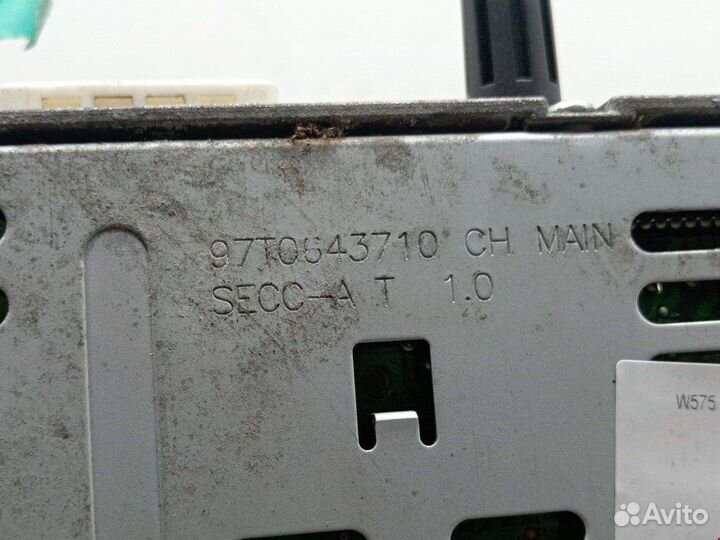 97T0643710 CH MAIN
SECC-A T 1.0
W575
Avito